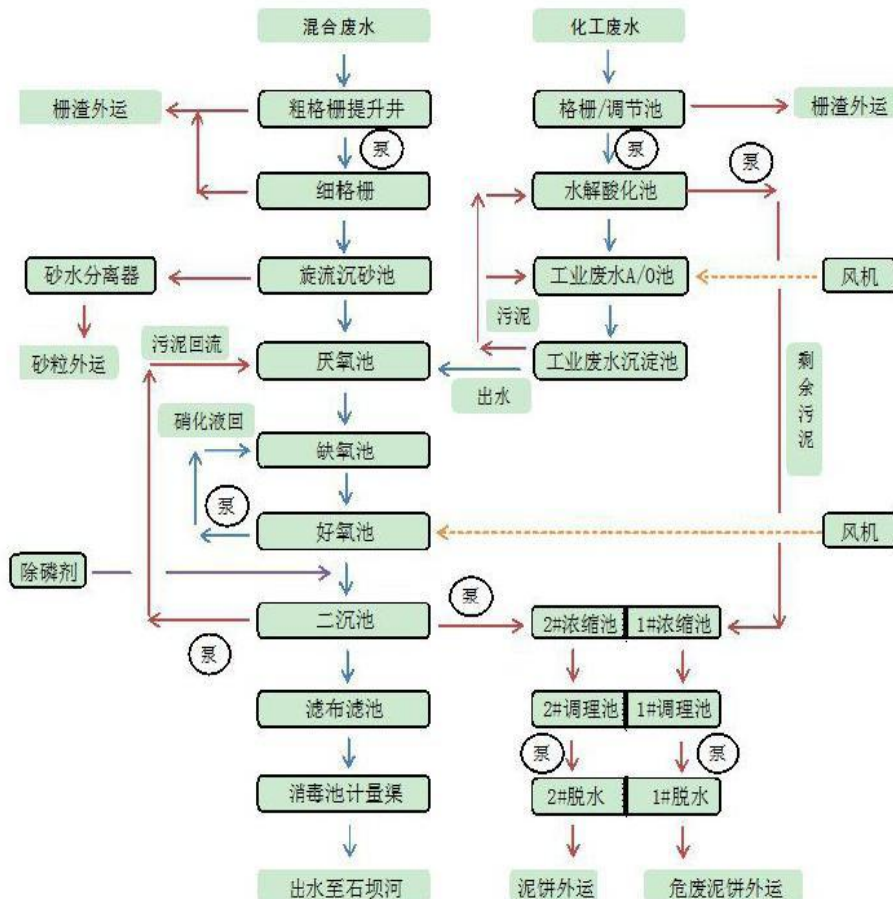 混合废水
化工废水
栅渣外运
粗格栅提升井
格栅/调节池
栅渣外运
泵
泵
泵
细格栅
水解酸化池
砂水分离器
旋流沉砂池
工业废水A/O池
风机
污泥
污泥回流
砂粒外运
厌氧池
工业废水沉淀池
出水
剩余污泥
硝化液回
缺氧池
泵
好氧池
风机
除磷剂
泵
二沉池
2#浓缩池
1#浓缩池
泵
滤布滤池
2#调理池
1#调理池
泵
泵
消毒池计量渠
2#脱水
1#脱水
出水至石坝河
泥饼外运
危废泥饼外运